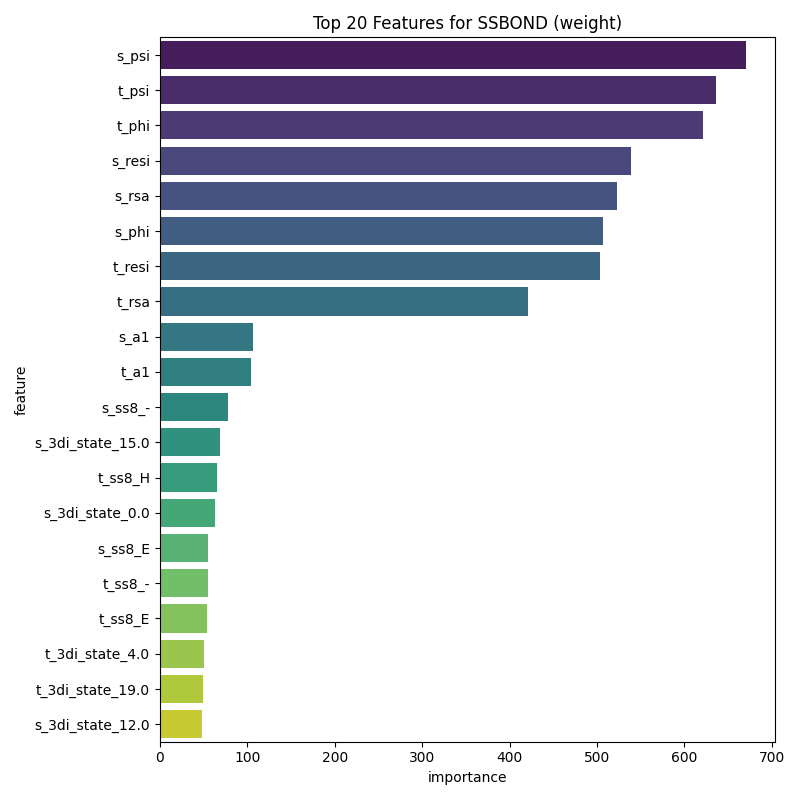 Top 20 Features for SSBOND (weight)
s_psi
t_psi
t_phi
s_resi
s_rsa
s_phi
t_resi
t_rsa
s_a1
t_a1
s_ss8_-
s_3di_state_15.0
t_ss8_H
s_3di_state_0.0
s_ss8_E
t_ss8_-
t_ss8_E
t_3di_state_4.0
t_3di_state_19.0
s_3di_state_12.0
feature
0 100 200 300 400 500 600 700
importance